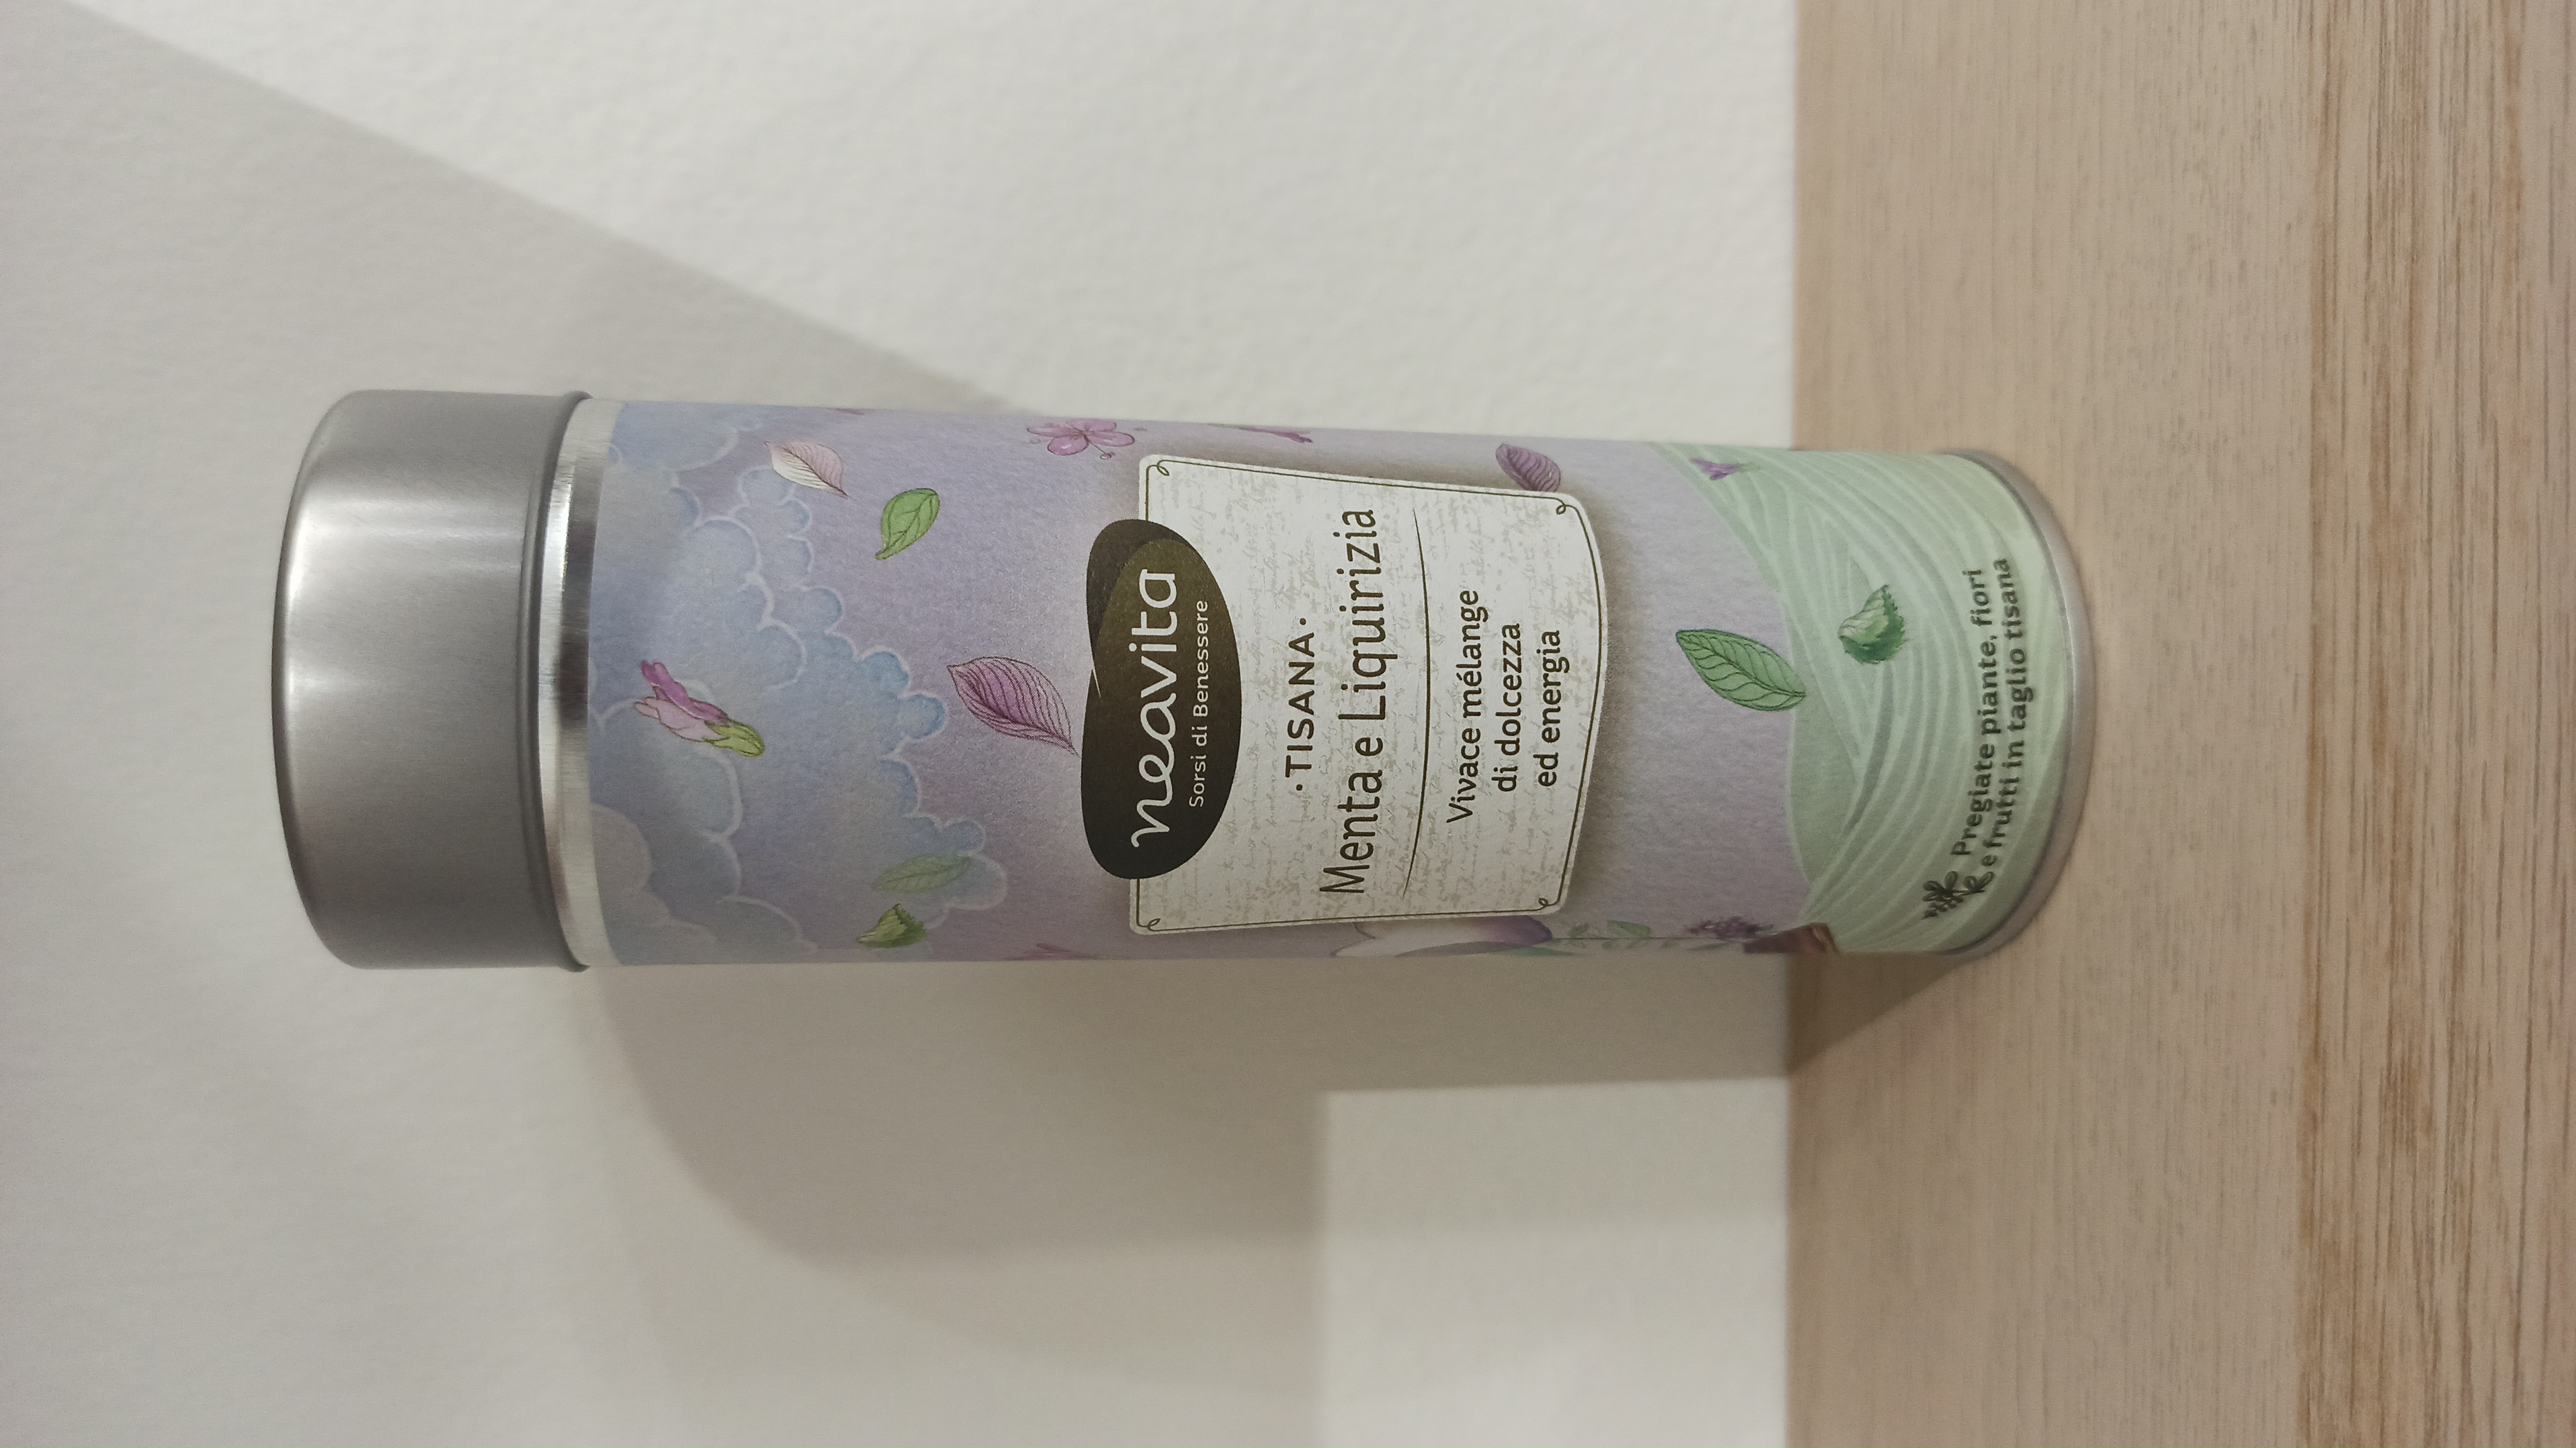 neavita
Sorsi di Benessere
·TISANA·
Menta e Liquirizia
Vivace mélange
di dolcezza
ed energia
Pregiate piante, fiori
e frutti in taglio tisana